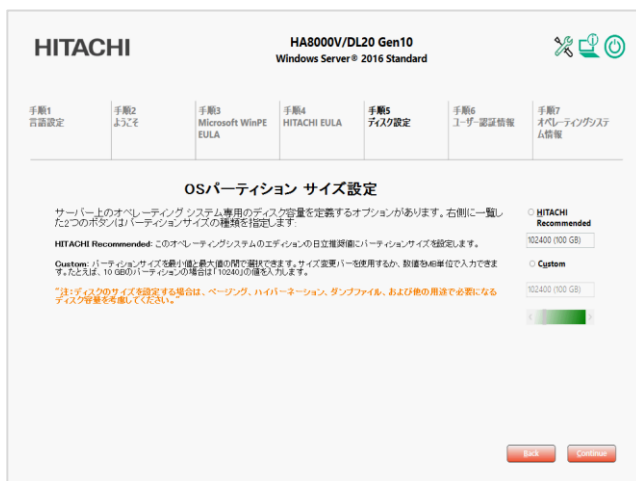 HITACHI
HA8000V/DL20 Gen10
Windows Server® 2016 Standard
手順1
言語設定
手順2
ようこそ
手順3
Microsoft WinPE
EULA
手順4
HITACHI EULA
手順5
ディスク設定
手順6
ユーザー認証情報
手順7
オペレーティングシステ
ム情報
OSパーティション サイズ設定
サーバー上のオペレーティング システム専用のディスク容量を定義するオプションがあります。右側に一覧し
た2つのボタンはパーティションサイズの種類を指定します:
HITACHI Recommended: このオペレーティングシステムのエディションの日立推奨値にパーティションサイズを設定します。
Custom: パーティションサイズを最小値と最大値の間で選択できます。サイズ変更バーを使用するか、数値をMB単位で入力できま
す。たとえば、10 GBのパーティションの場合は「10240」の値を入力します。
"注:ディスクのサイズを設定する場合は、ページング、ハイバーネーション、ダンプファイル、および他の用途で必要になる
ディスク容量を考慮してください。"
HITACHI
Recommended
102400 (100 GB)
Custom
102400 (100 GB)
Back
Continue